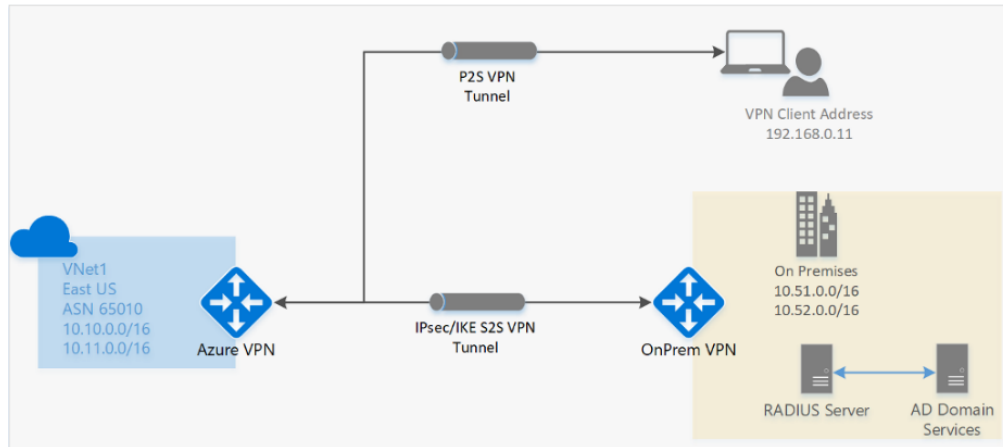 P2S VPN
Tunnel
VPN Client Address
192.168.0.11
VNet1
East US
ASN 65010
10.10.0.0/16
10.11.0.0/16
Azure VPN
IPsec/IKE S2S VPN
Tunnel
OnPrem VPN
On Premises
10.51.0.0/16
10.52.0.0/16
RADIUS Server
AD Domain
Services